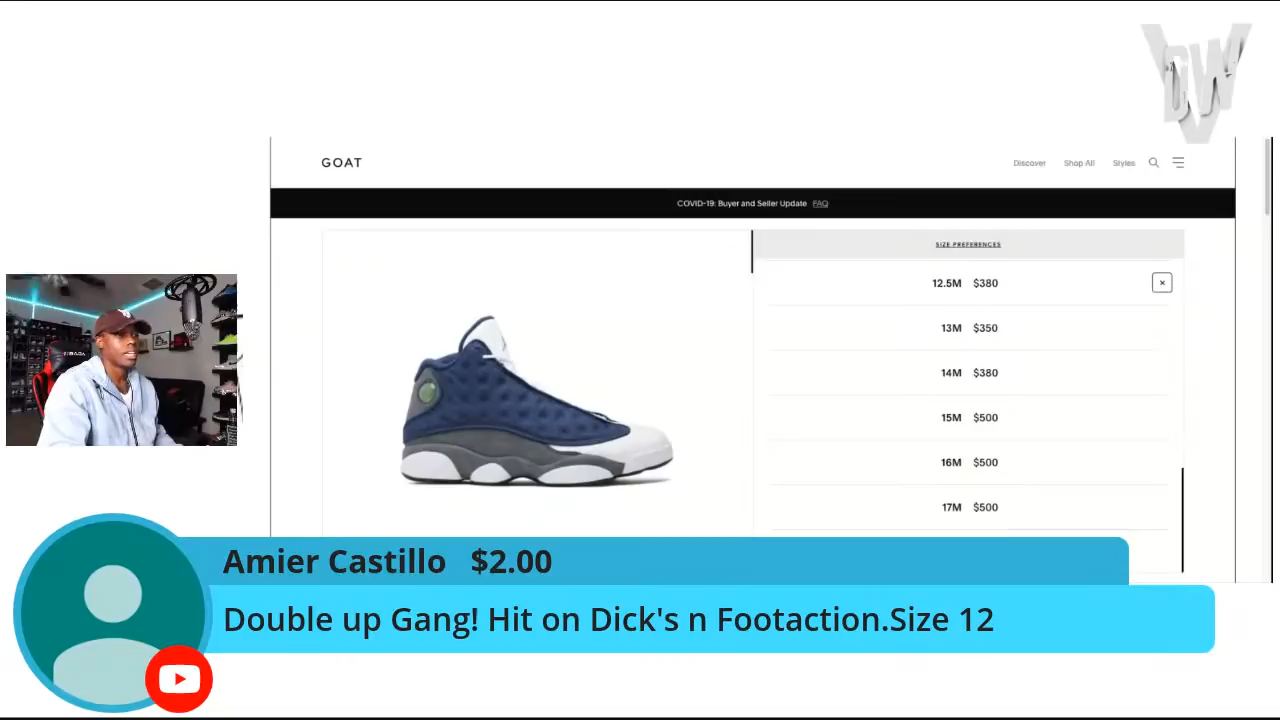 DW
GOAT
Discover Shop All Styles
COVID-19: Buyer and Seller Update FAQ
SIZE PREFERENCES
12.5M $380
×
13M $350
14M $380
15M $500
16M $500
17M $500
Amier Castillo $2.00
Double up Gang! Hit on Dick's n Footaction.Size 12